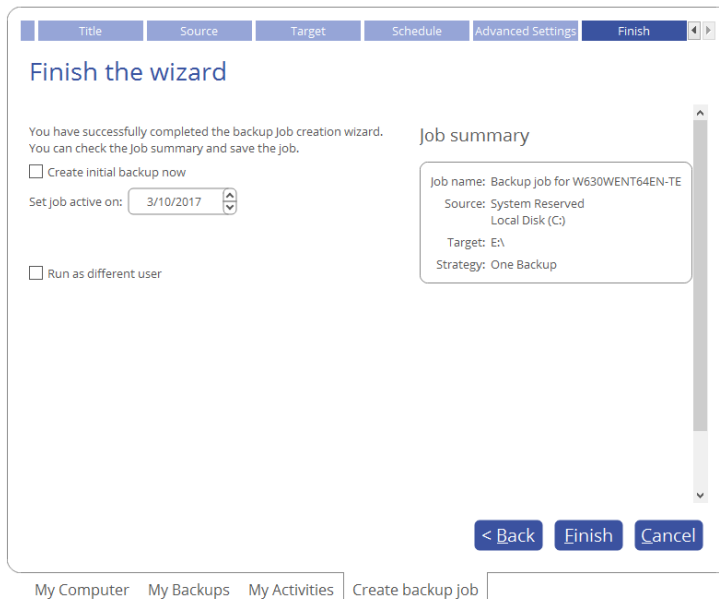 Title Source Target Schedule Advanced Settings Finish
Finish the wizard
You have successfully completed the backup Job creation wizard.
You can check the Job summary and save the job.
Create initial backup now
Set job active on: 3/10/2017
Run as different user
Job summary
Job name: Backup job for W630WENT64EN-TE
Source: System Reserved
Local Disk (C:)
Target: E:\
Strategy: One Backup
< Back Finish Cancel
My Computer My Backups My Activities Create backup job